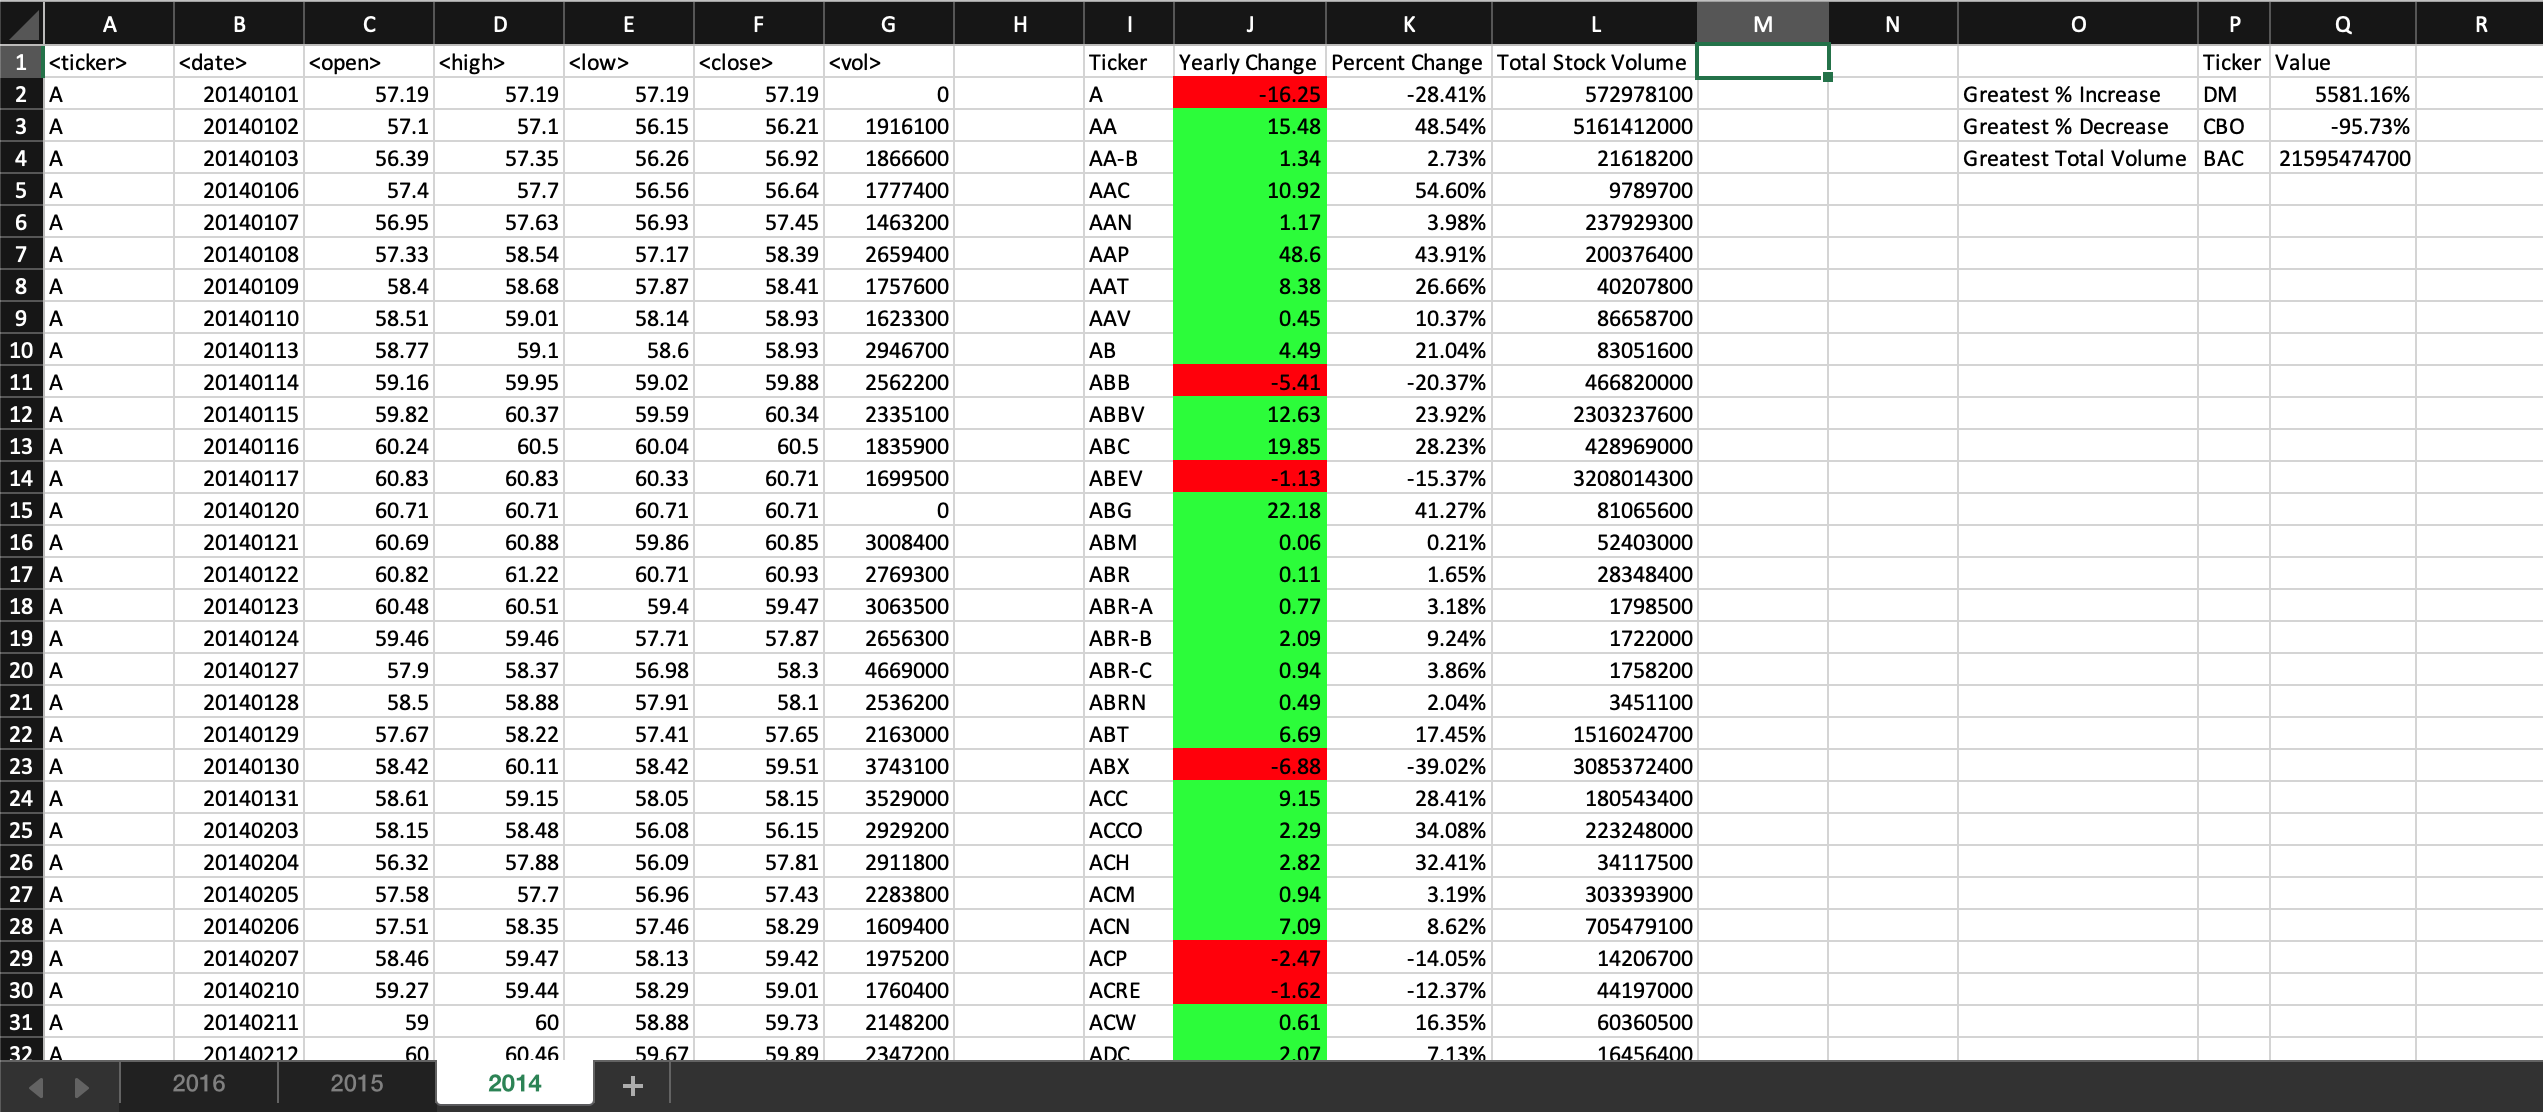 A B C D E F G H I J K L M N O P Q R
1 <ticker> <date> <open> <high> <low> <close> <vol> Ticker Yearly Change Percent Change Total Stock Volume Ticker Value
2 A 20140101 57.19 57.19 57.19 57.19 0 A -16.25 -28.41% 572978100 Greatest % Increase DM 5581.16%
3 A 20140102 57.1 57.1 56.15 56.21 1916100 AA 15.48 48.54% 5161412000 Greatest % Decrease CBO -95.73%
4 A 20140103 56.39 57.35 56.26 56.92 1866600 AA-B 1.34 2.73% 21618200 Greatest Total Volume BAC 21595474700
5 A 20140106 57.4 57.7 56.56 56.64 1777400 AAC 10.92 54.60% 9789700
6 A 20140107 56.95 57.63 56.93 57.45 1463200 AAN 1.17 3.98% 237929300
7 A 20140108 57.33 58.54 57.17 58.39 2659400 AAP 48.6 43.91% 200376400
8 A 20140109 58.4 58.68 57.87 58.41 1757600 AAT 8.38 26.66% 40207800
9 A 20140110 58.51 59.01 58.14 58.93 1623300 AAV 0.45 10.37% 86658700
10 A 20140113 58.77 59.1 58.6 58.93 2946700 AB 4.49 21.04% 83051600
11 A 20140114 59.16 59.95 59.02 59.88 2562200 ABB -5.41 -20.37% 466820000
12 A 20140115 59.82 60.37 59.59 60.34 2335100 ABBV 12.63 23.92% 2303237600
13 A 20140116 60.24 60.5 60.04 60.5 1835900 ABC 19.85 28.23% 428969000
14 A 20140117 60.83 60.83 60.33 60.71 1699500 ABEV -1.13 -15.37% 3208014300
15 A 20140120 60.71 60.71 60.71 60.71 0 ABG 22.18 41.27% 81065600
16 A 20140121 60.69 60.88 59.86 60.85 3008400 ABM 0.06 0.21% 52403000
17 A 20140122 60.82 61.22 60.71 60.93 2769300 ABR 0.11 1.65% 28348400
18 A 20140123 60.48 60.51 59.4 59.47 3063500 ABR-A 0.77 3.18% 1798500
19 A 20140124 59.46 59.46 57.71 57.87 2656300 ABR-B 2.09 9.24% 1722000
20 A 20140127 57.9 58.37 56.98 58.3 4669000 ABR-C 0.94 3.86% 1758200
21 A 20140128 58.5 58.88 57.91 58.1 2536200 ABRN 0.49 2.04% 3451100
22 A 20140129 57.67 58.22 57.41 57.65 2163000 ABT 6.69 17.45% 1516024700
23 A 20140130 58.42 60.11 58.42 59.51 3743100 ABX -6.88 -39.02% 3085372400
24 A 20140131 58.61 59.15 58.05 58.15 3529000 ACC 9.15 28.41% 180543400
25 A 20140203 58.15 58.48 56.08 56.15 2929200 ACCO 2.29 34.08% 223248000
26 A 20140204 56.32 57.88 56.09 57.81 2911800 ACH 2.82 32.41% 34117500
27 A 20140205 57.58 57.7 56.96 57.43 2283800 ACM 0.94 3.19% 303393900
28 A 20140206 57.51 58.35 57.46 58.29 1609400 ACN 7.09 8.62% 705479100
29 A 20140207 58.46 59.47 58.13 59.42 1975200 ACP -2.47 -14.05% 14206700
30 A 20140210 59.27 59.44 58.29 59.01 1760400 ACRE -1.62 -12.37% 44197000
31 A 20140211 59 60 58.88 59.73 2148200 ACW 0.61 16.35% 60360500
32 A 20140212 60 60.46 59.67 59.89 2347200 ADC 2.07 7.13% 16456400
2016 2015 2014 +